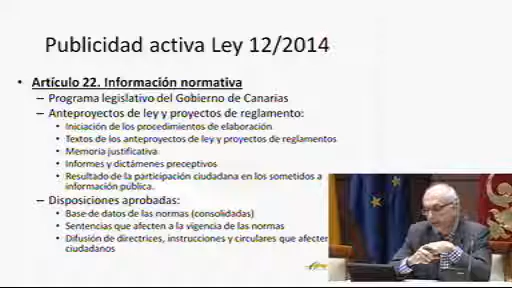 Publicidad activa Ley 12/2014
• Artículo 22. Información normativa
– Programa legislativo del Gobierno de Canarias
– Anteproyectos de ley y proyectos de reglamento:
• Iniciación de los procedimientos de elaboración
• Textos de los anteproyectos de ley y proyectos de reglamentos
• Memoria justificativa
• Informes y dictámenes preceptivos
• Resultado de la participación ciudadana en los sometidos a
información pública.
– Disposiciones aprobadas:
• Base de datos de las normas (consolidadas)
• Sentencias que afecten a la vigencia de las normas
• Difusión de directrices, instrucciones y circulares que afecten
ciudadanos